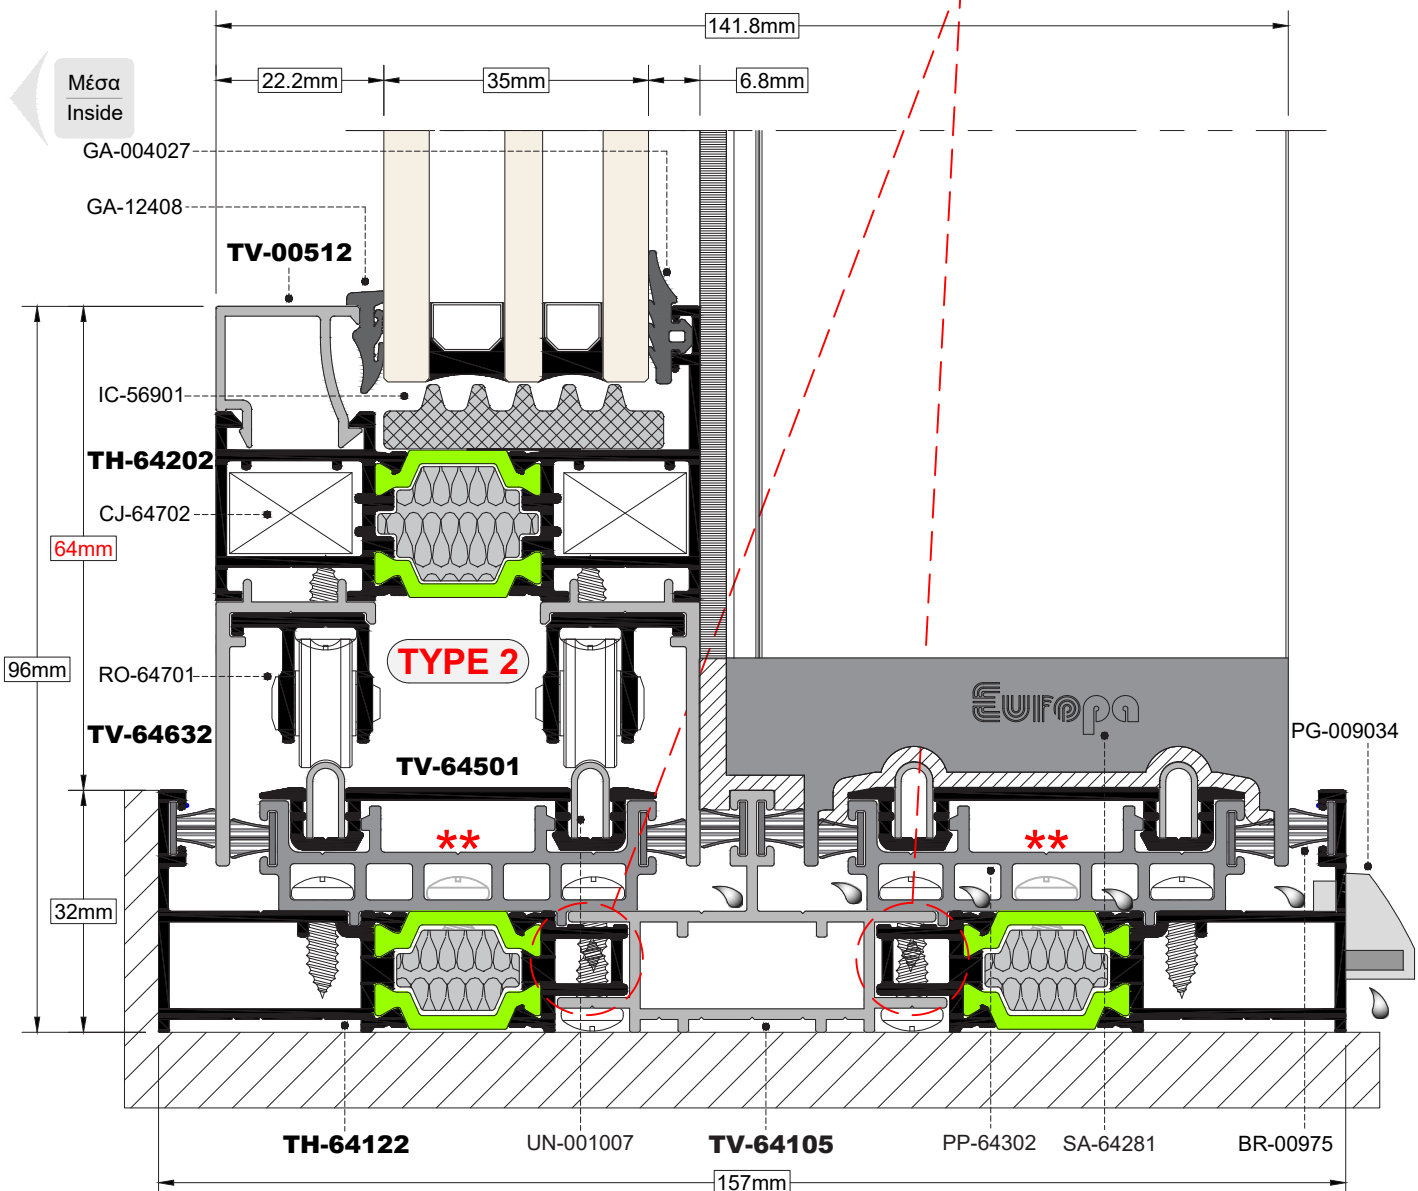 141.8mm
22.2mm
35mm
6.8mm
Μέσα
Inside
GA-004027
GA-12408
TV-00512
IC-56901
TH-64202
CJ-64702
64mm
96mm
RO-64701
TYPE 2
TV-64632
TV-64501
Europa
PG-009034
**
**
32mm
TH-64122
UN-001007
TV-64105
PP-64302
SA-64281
BR-00975
157mm